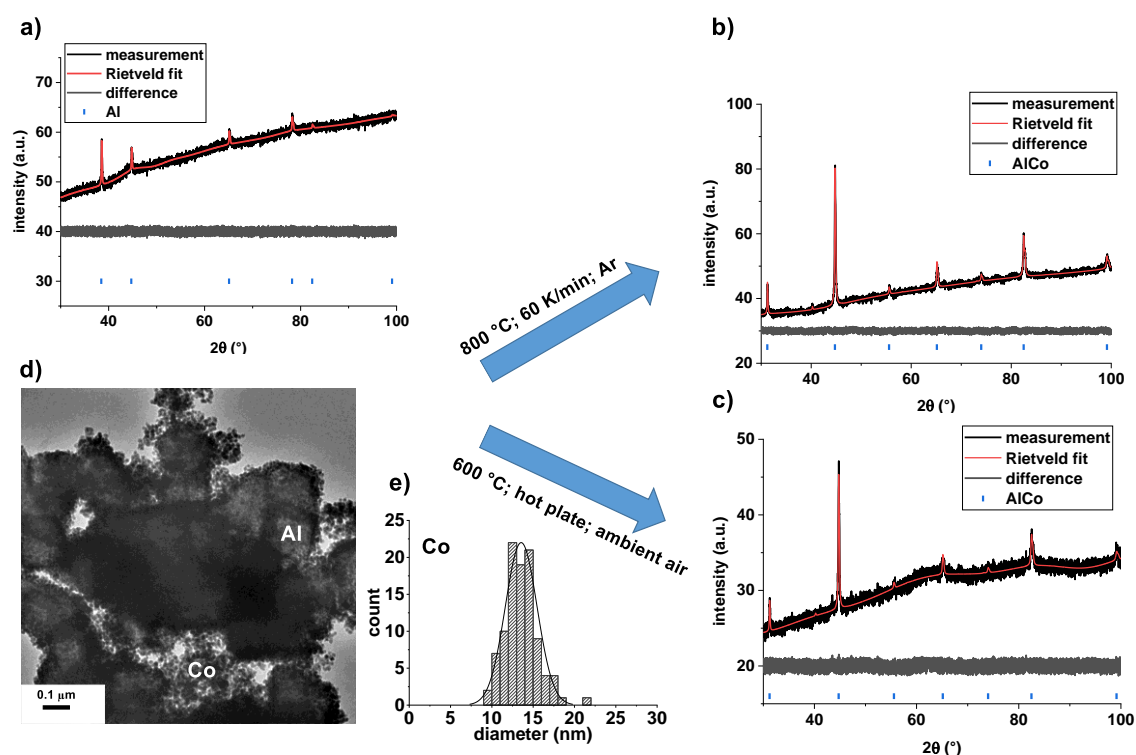 a)
measurement
Rietveld fit
difference
Al
intensity (a.u.)
70
60
50
40
30
40
60
80
100
2θ (°)
b)
measurement
Rietveld fit
difference
AlCo
intensity (a.u.)
100
80
60
40
20
40
60
80
100
2θ (°)
800 °C; 60 K/min; Ar
600 °C; hot plate; ambient air
c)
measurement
Rietveld fit
difference
AlCo
intensity (a.u.)
50
40
30
20
40
60
80
100
2θ (°)
d)
Al
Co
0.1 µm
e)
Co
count
25
20
15
10
5
0
0
5
10
15
20
25
30
diameter (nm)